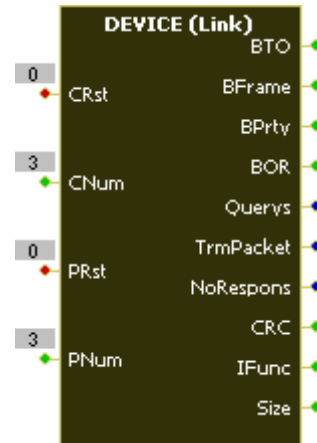 DEVICE (Link)
BTO
0
CRst
BFrame
BPrty
3
CNum
BOR
Querys
0
PRst
TrmPacket
NoRespons
3
PNum
CRC
IFunc
Size